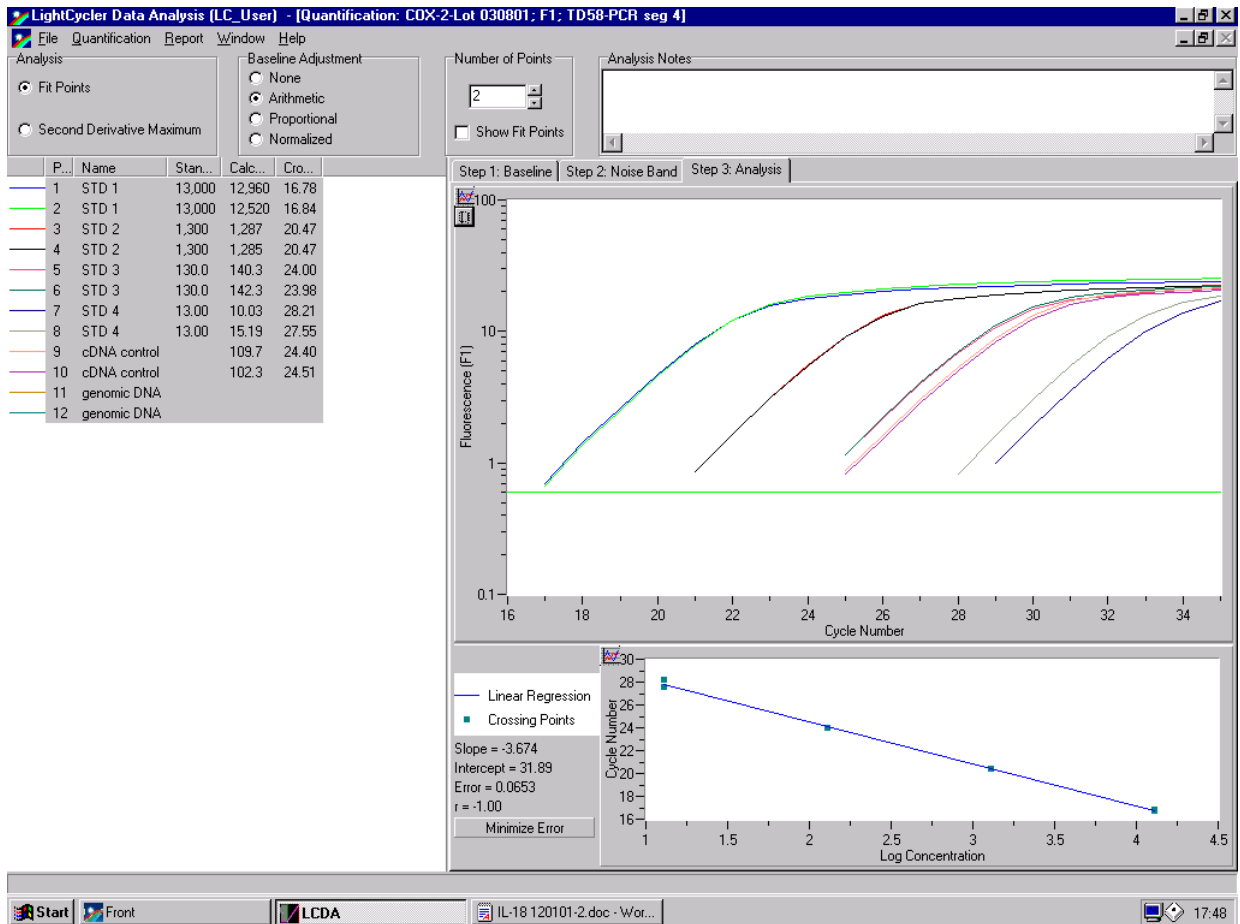 LightCycler Data Analysis (LC_User) - [Quantification: COX-2-Lot 030801; F1; TD58-PCR seg 4]
File Quantification Report Window Help
Analysis
Fit Points
Second Derivative Maximum
Baseline Adjustment
None
Arithmetic
Proportional
Normalized
Number of Points
2
Show Fit Points
Analysis Notes
P... Name Stan... Calc... Cro...
1 STD 1 13,000 12,960 16.78
2 STD 1 13,000 12,520 16.84
3 STD 2 1,300 1,287 20.47
4 STD 2 1,300 1,285 20.47
5 STD 3 130.0 140.3 24.00
6 STD 3 130.0 142.3 23.98
7 STD 4 13.00 10.03 28.21
8 STD 4 13.00 15.19 27.55
9 cDNA control 109.7 24.40
10 cDNA control 102.3 24.51
11 genomic DNA
12 genomic DNA
Step 1: Baseline Step 2: Noise Band Step 3: Analysis
100
10
1
0.1
Fluorescence (F1)
16 18 20 22 24 26 28 30 32 34
Cycle Number
Linear Regression
Crossing Points
Slope = -3.674
Intercept = 31.89
Error = 0.0653
r = -1.00
Minimize Error
30
28
26
24
22
20
18
16
Cycle Number
1 1.5 2 2.5 3 3.5 4 4.5
Log Concentration
Start Front LCDA IL-18 120101-2.doc - Wor... 17:48